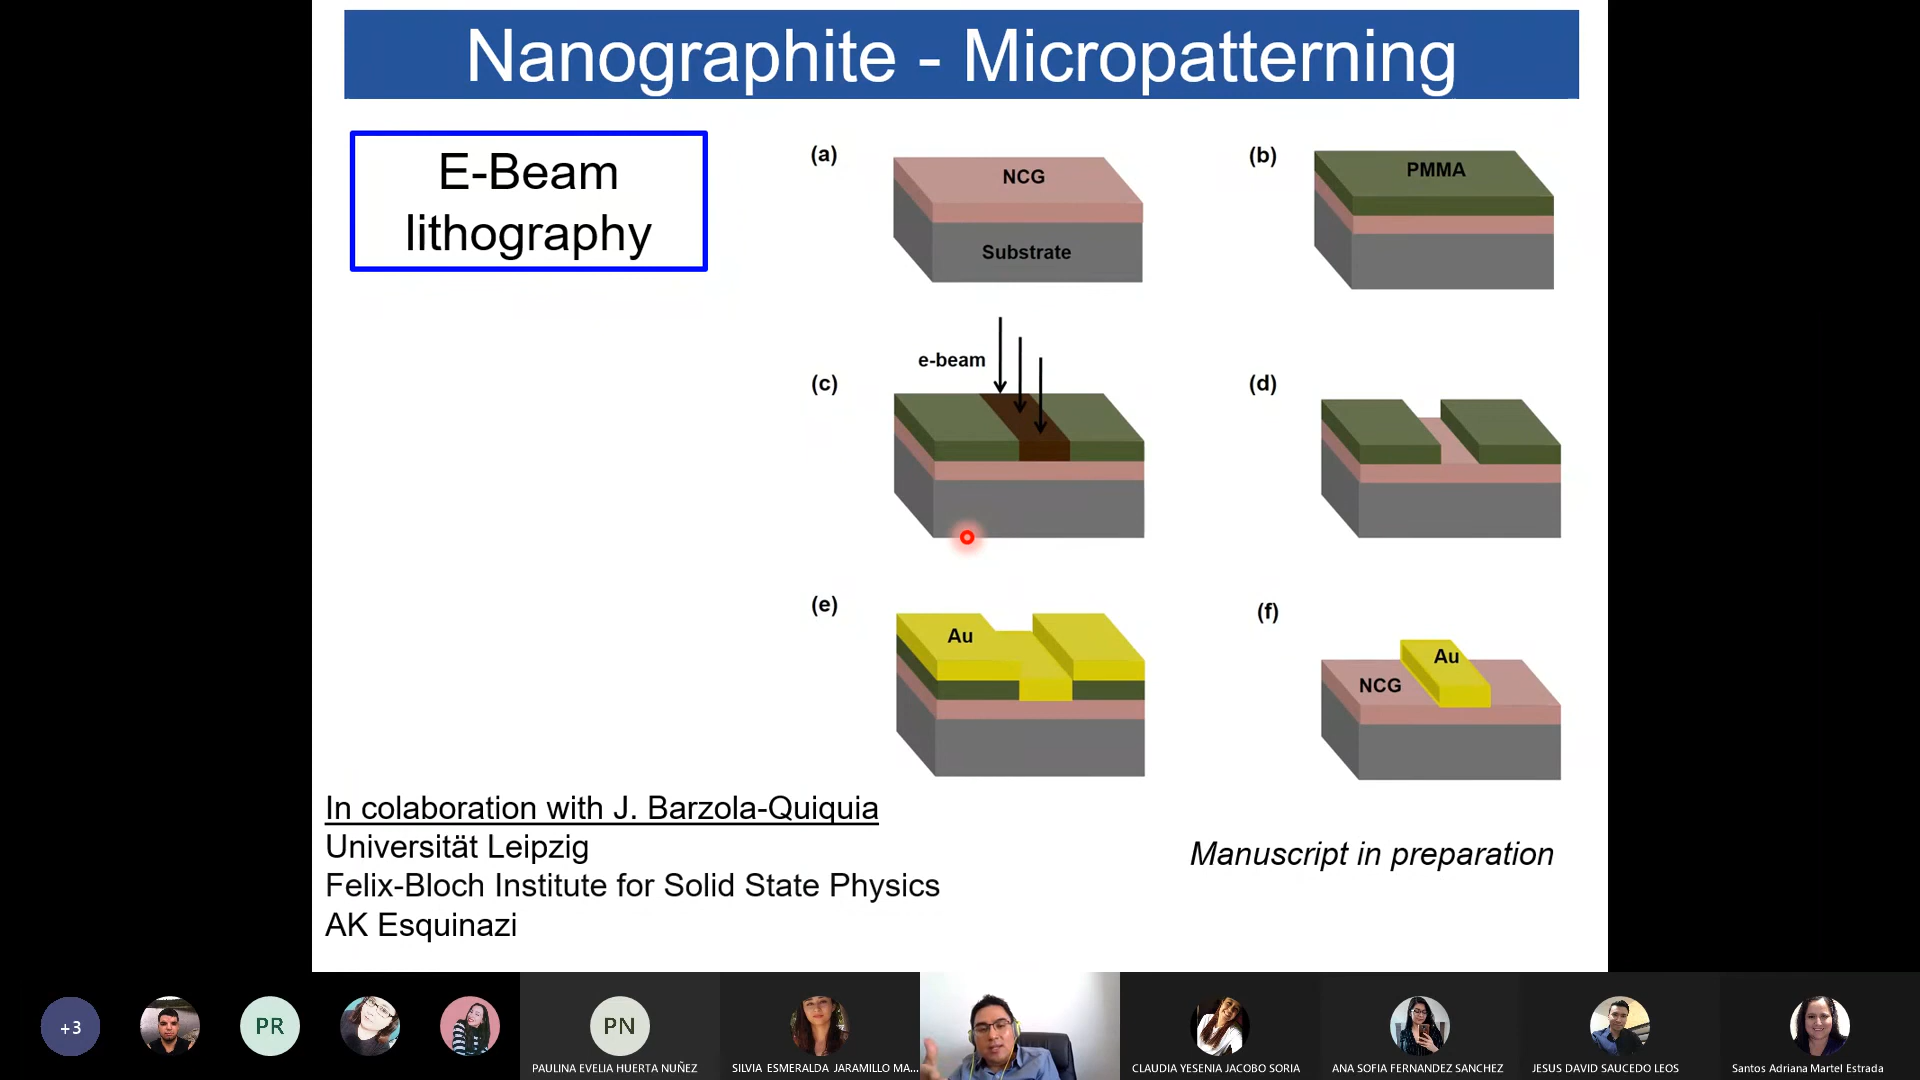 Nanographite - Micropatterning
E-Beam
lithography
(a)
NCG
Substrate
(b)
PMMA
(c)
e-beam
(d)
(e)
Au
(f)
Au
NCG
In colaboration with J. Barzola-Quiquia
Universität Leipzig
Felix-Bloch Institute for Solid State Physics
AK Esquinazi
Manuscript in preparation
+3
PR
PN
PAULINA EVELIA HUERTA NUÑEZ
SILVIA ESMERALDA JARAMILLO MA...
CLAUDIA YESENIA JACOBO SORIA
ANA SOFIA FERNANDEZ SANCHEZ
JESUS DAVID SAUCEDO LEOS
Santos Adriana Martel Estrada